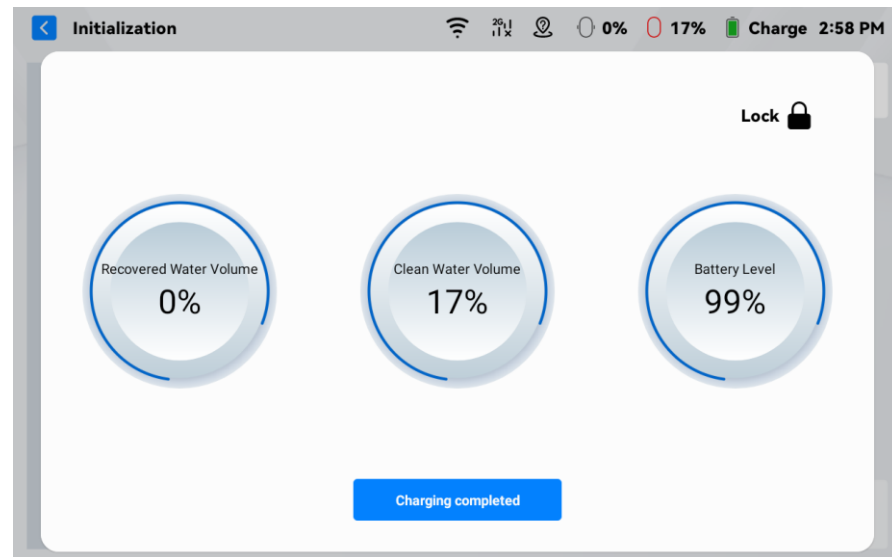 Initialization 2G 0% 17% Charge 2:58 PM
Lock
Recovered Water Volume
0%
Clean Water Volume
17%
Battery Level
99%
Charging completed